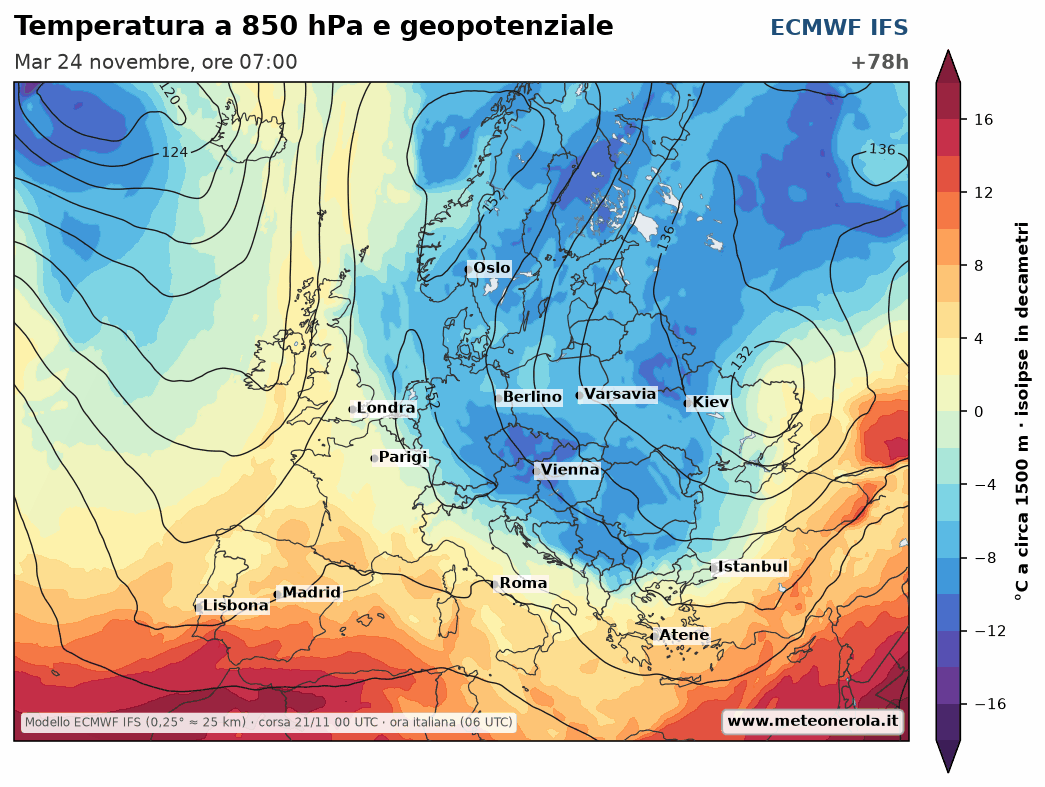 Temperatura a 850 hPa e geopotenziale
ECMWF IFS
Mar 24 novembre, ore 07:00
+78h
120
124
136
152
136
Oslo
132
152
Londra
Berlino
Varsavia
Kiev
Parigi
Vienna
Istanbul
Roma
Madrid
Lisbona
Atene
Modello ECMWF IFS (0,25° ≈ 25 km) · corsa 21/11 00 UTC · ora italiana (06 UTC)
www.meteonerola.it
16
12
8
4
0
−4
−8
−12
−16
°C a circa 1500 m · isoipse in decametri